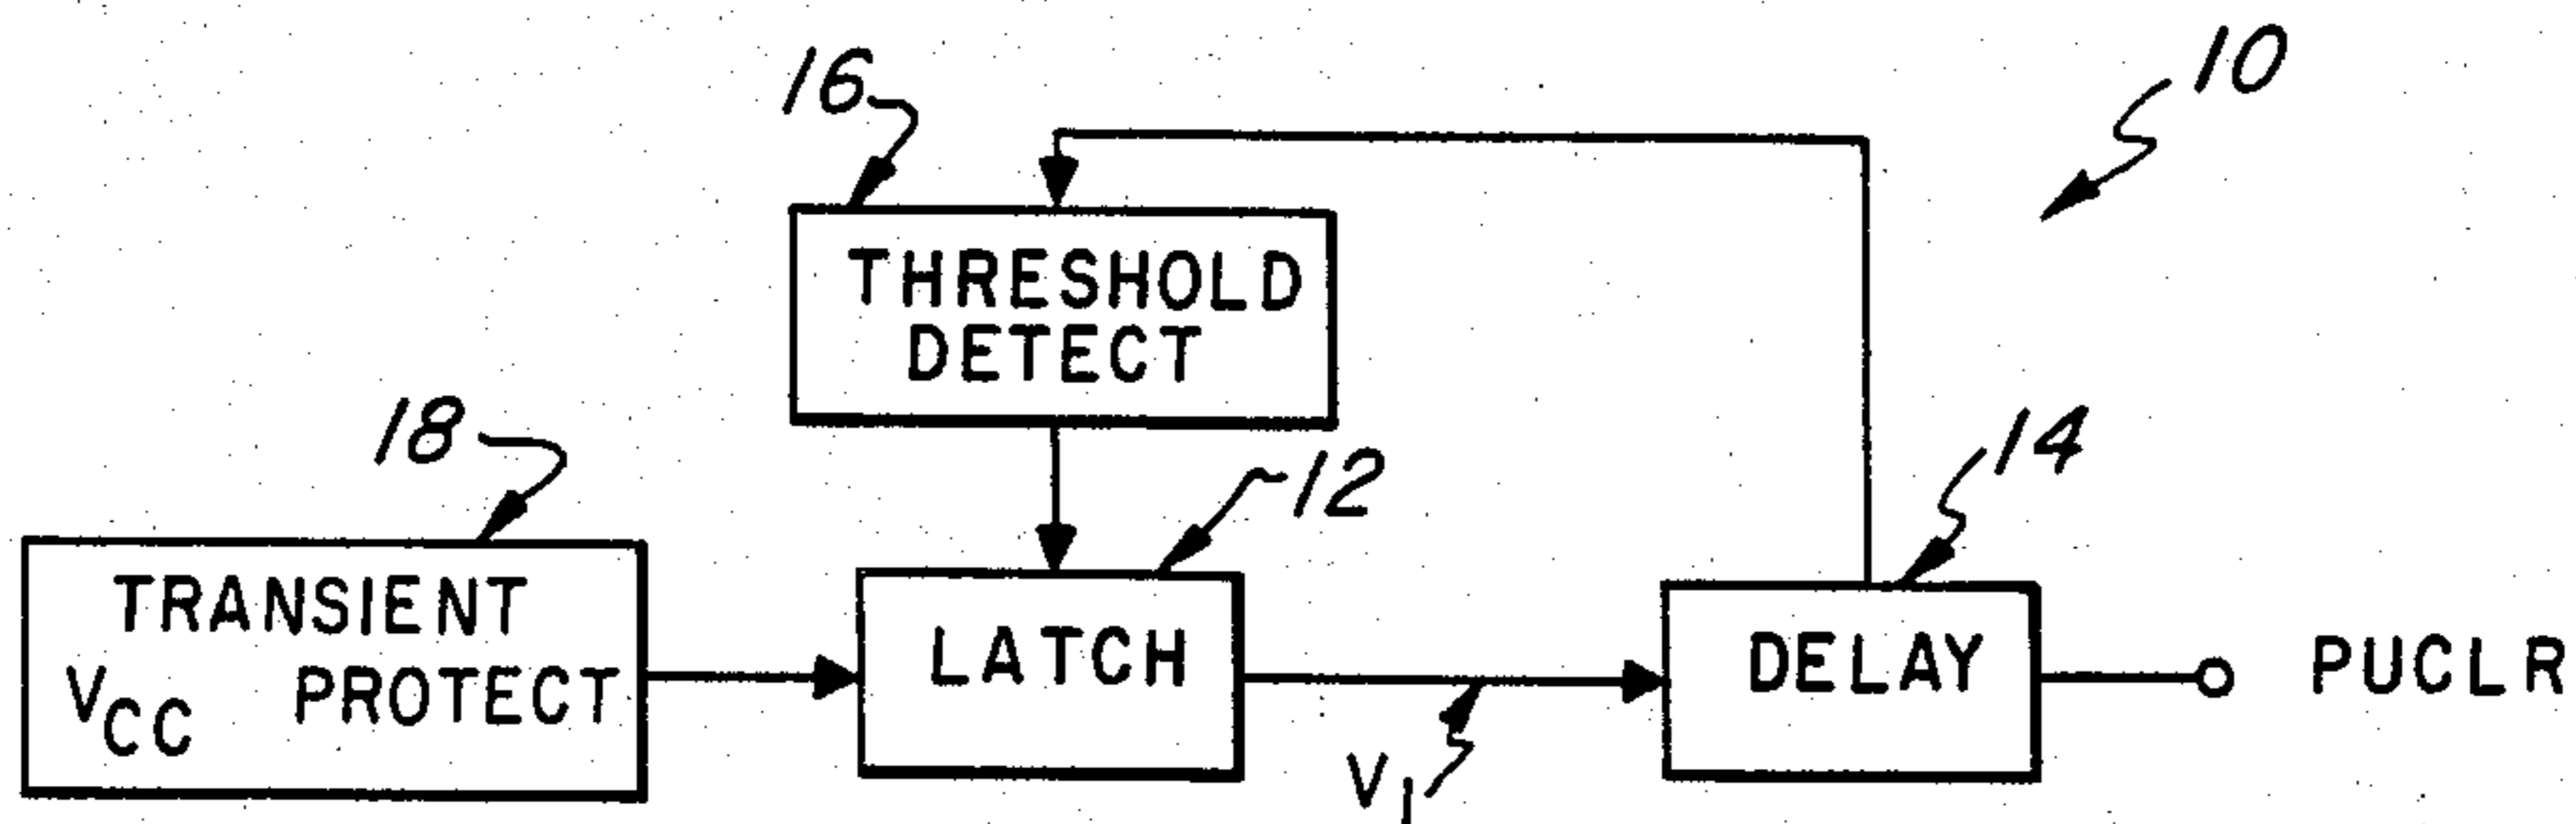 16
10
THRESHOLD
DETECT
18
12
14
TRANSIENT
VCC PROTECT
LATCH
DELAY
PUCLR
V1